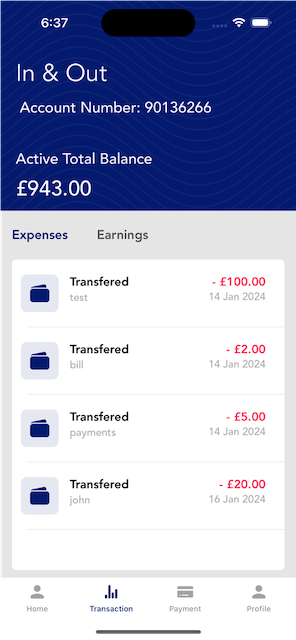 6:37
In & Out
Account Number: 90136266
Active Total Balance
£943.00
Expenses Earnings
Transfered - £100.00
test 14 Jan 2024
Transfered - £2.00
bill 14 Jan 2024
Transfered - £5.00
payments 14 Jan 2024
Transfered - £20.00
john 16 Jan 2024
Home Transaction Payment Profile